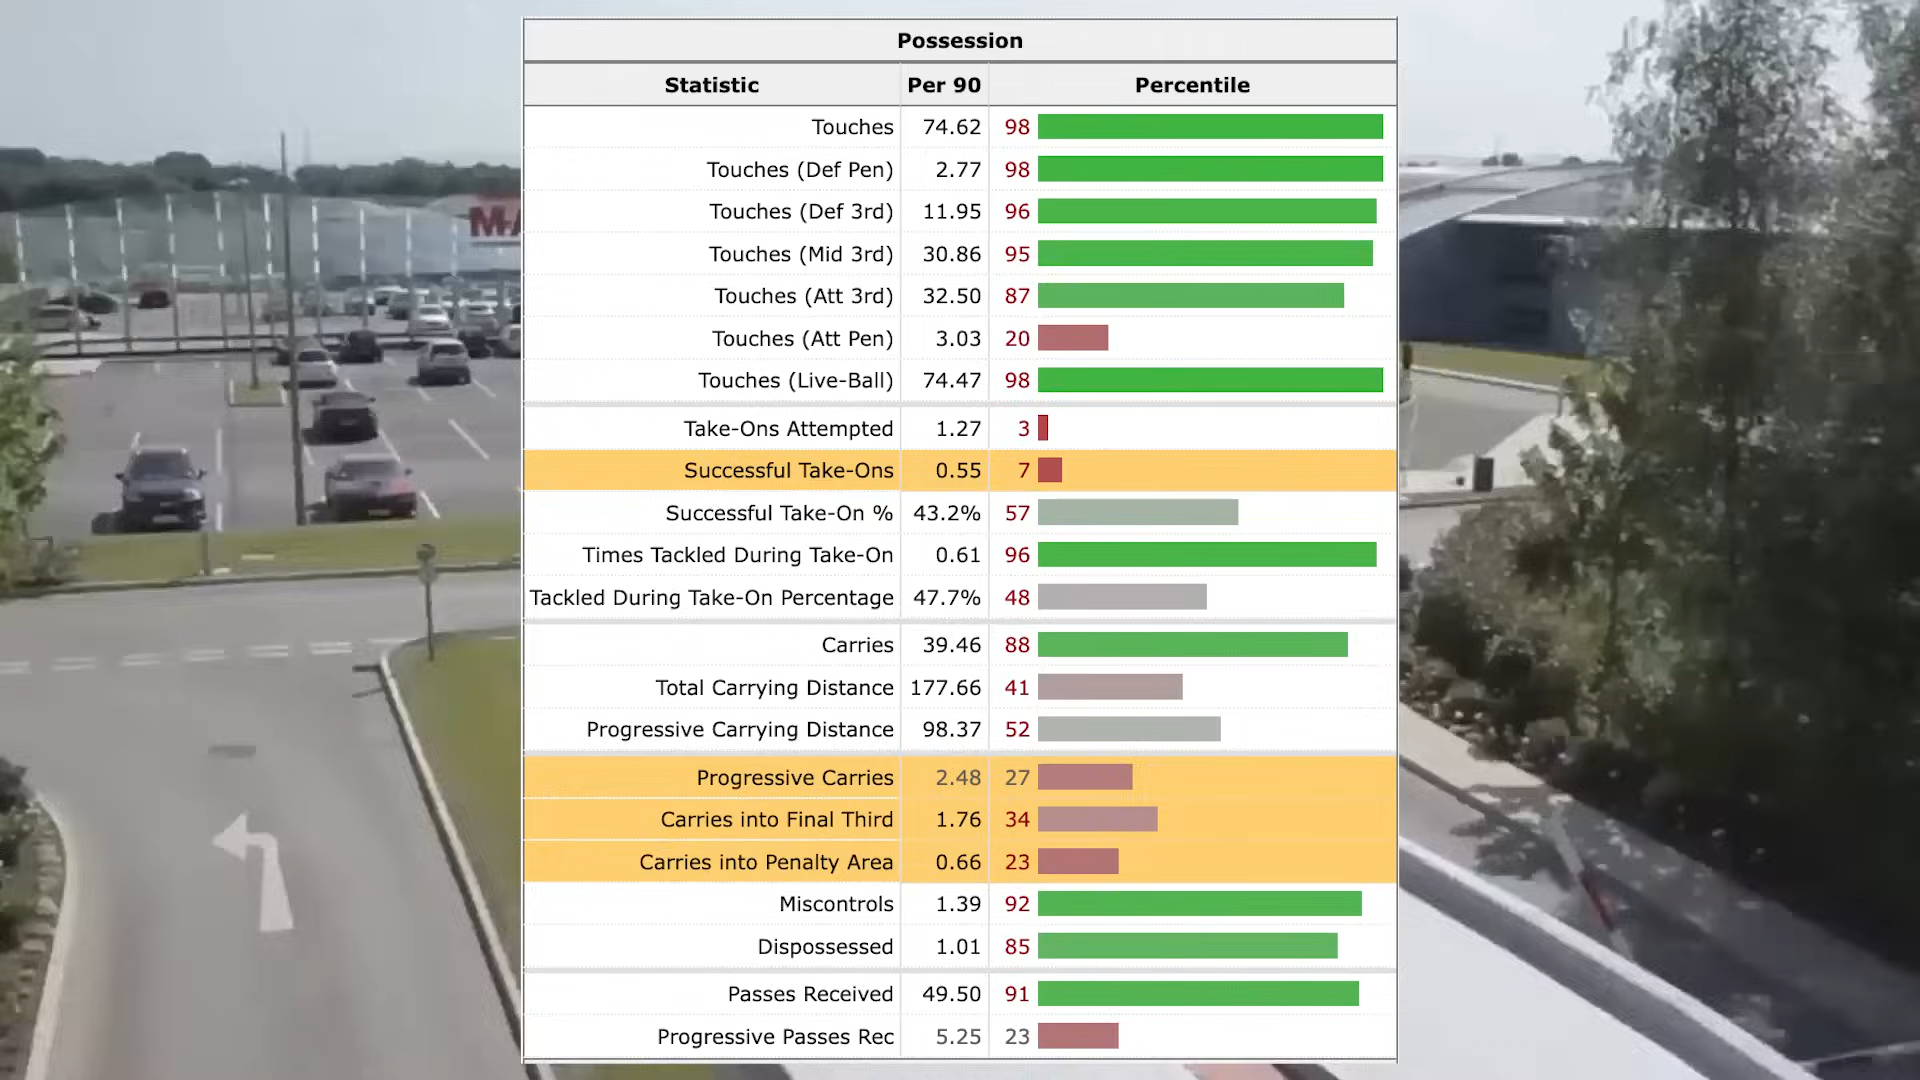 Possession
Statistic Per 90 Percentile
Touches 74.62 98
Touches (Def Pen) 2.77 98
Touches (Def 3rd) 11.95 96
Touches (Mid 3rd) 30.86 95
Touches (Att 3rd) 32.50 87
Touches (Att Pen) 3.03 20
Touches (Live-Ball) 74.47 98
Take-Ons Attempted 1.27 3
Successful Take-Ons 0.55 7
Successful Take-On % 43.2% 57
Times Tackled During Take-On 0.61 96
Tackled During Take-On Percentage 47.7% 48
Carries 39.46 88
Total Carrying Distance 177.66 41
Progressive Carrying Distance 98.37 52
Progressive Carries 2.48 27
Carries into Final Third 1.76 34
Carries into Penalty Area 0.66 23
Miscontrols 1.39 92
Dispossessed 1.01 85
Passes Received 49.50 91
Progressive Passes Rec 5.25 23